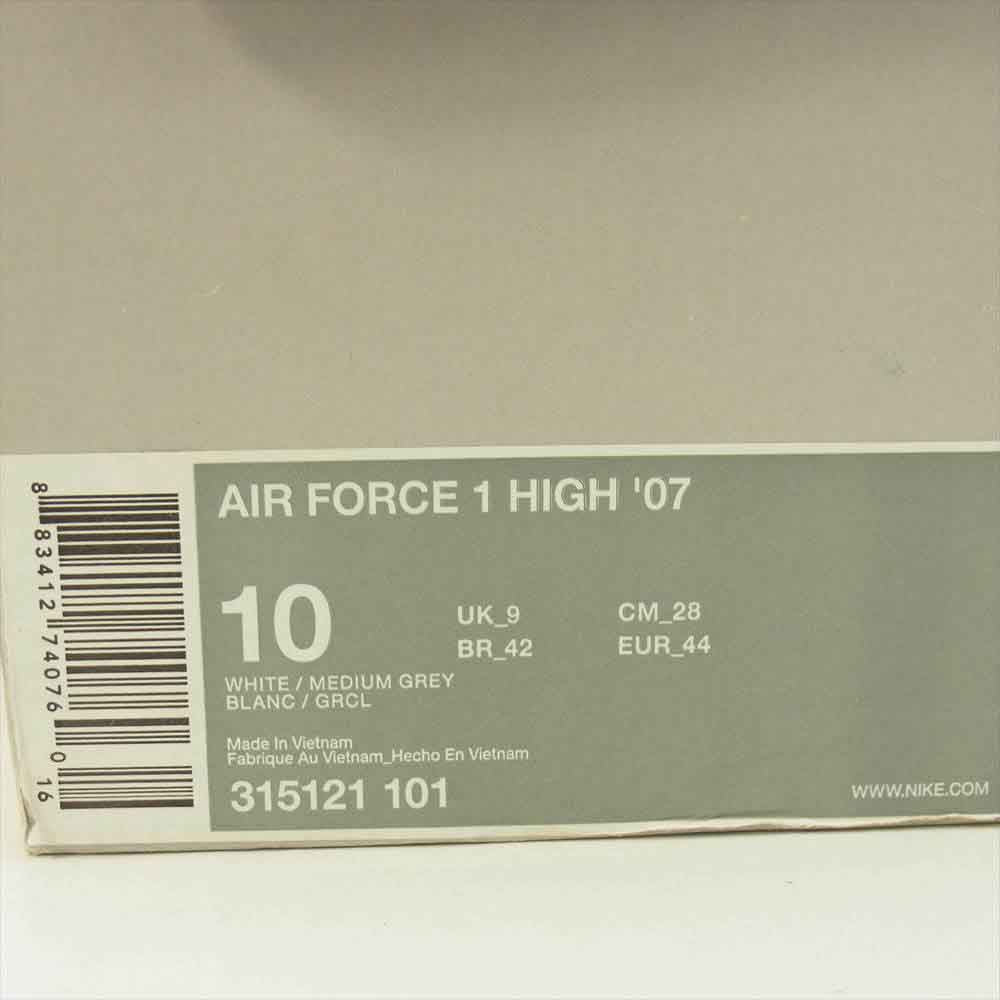 AIR FORCE 1 HIGH '07
10
UK_9 CM_28
BR_42 EUR_44
WHITE / MEDIUM GREY
BLANC / GRCL
Made In Vietnam
Fabrique Au Vietnam_Hecho En Vietnam
315121 101
WWW.NIKE.COM
8 83412 74076 0 16